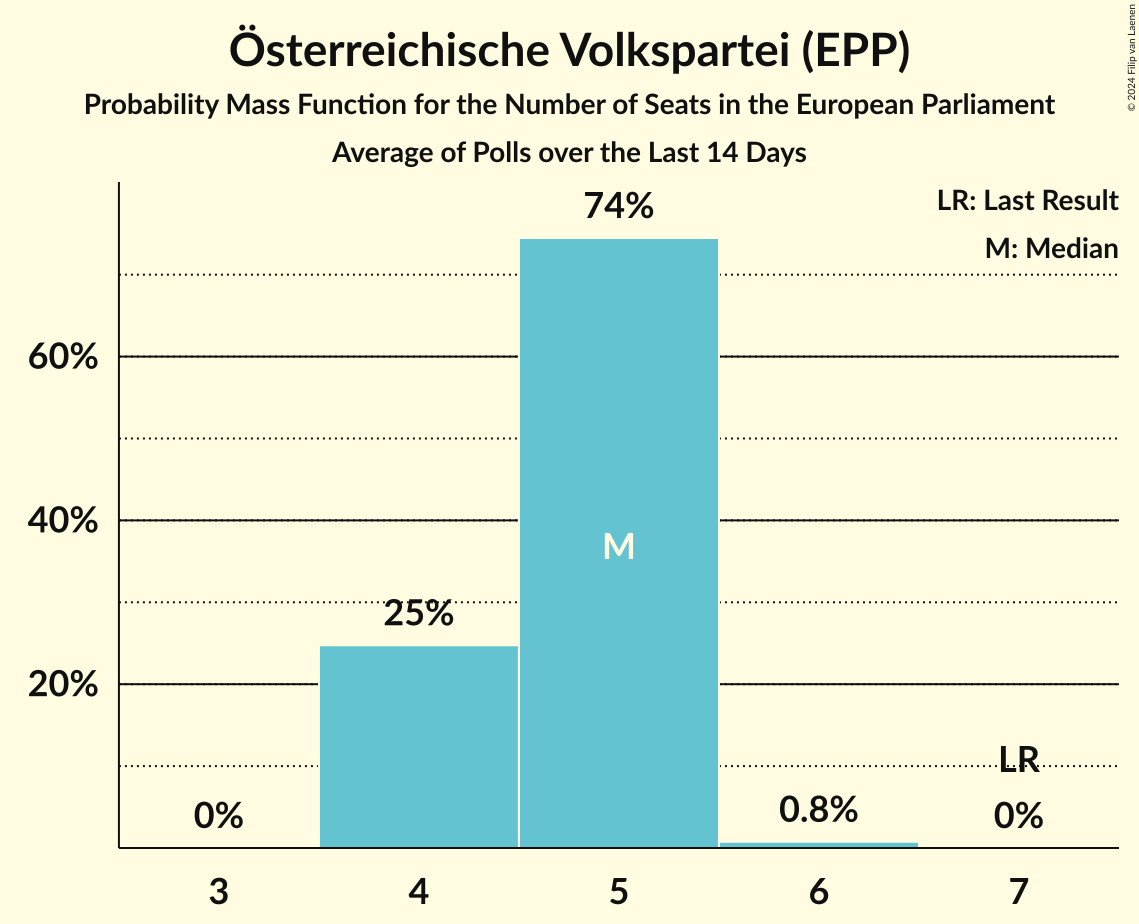 Österreichische Volkspartei (EPP)
Probability Mass Function for the Number of Seats in the European Parliament
Average of Polls over the Last 14 Days
© 2024 Filip van Laenen
LR: Last Result
M: Median
60%
40%
20%
0%
25%
74%
M
0.8%
LR
0%
3
4
5
6
7